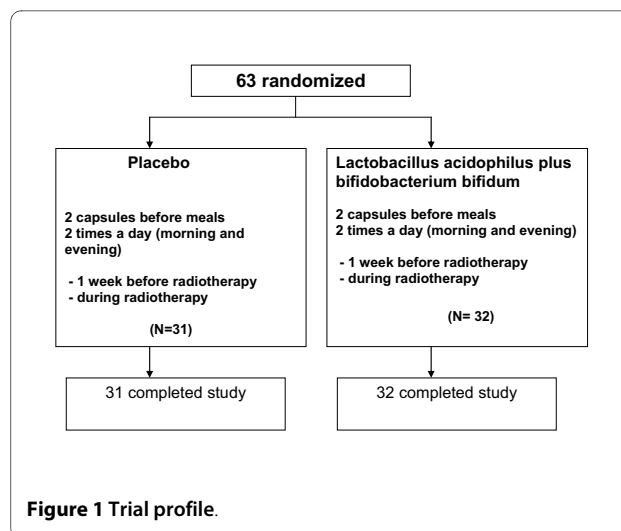 63 randomized
Placebo
2 capsules before meals
2 times a day (morning and
evening)
- 1 week before radiotherapy
- during radiotherapy
(N=31)
31 completed study
Lactobacillus acidophilus plus
bifidobacterium bifidum
2 capsules before meals
2 times a day (morning and evening)
- 1 week before radiotherapy
- during radiotherapy
(N= 32)
32 completed study
Figure 1 Trial profile.